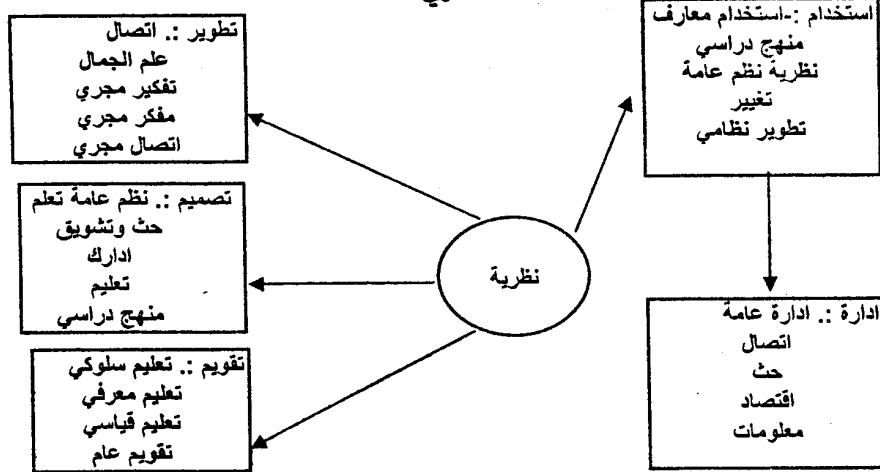 استخدام :-استخدام معارف
منهج دراسي
نظرية نظم عامة
تغيير
تطوير نظامي
تطوير :. اتصال
علم الجمال
تفكير مجري
مفكر مجري
اتصال مجري
تصميم :. نظم عامة تعلم
حث وتشويق
ادارك
تعليم
منهج دراسي
نظرية
ادارة :. ادارة عامة
اتصال
حث
اقتصاد
معلومات
تقويم :. تعليم سلوكي
تعليم معرفي
تعليم قياسي
تقويم عام